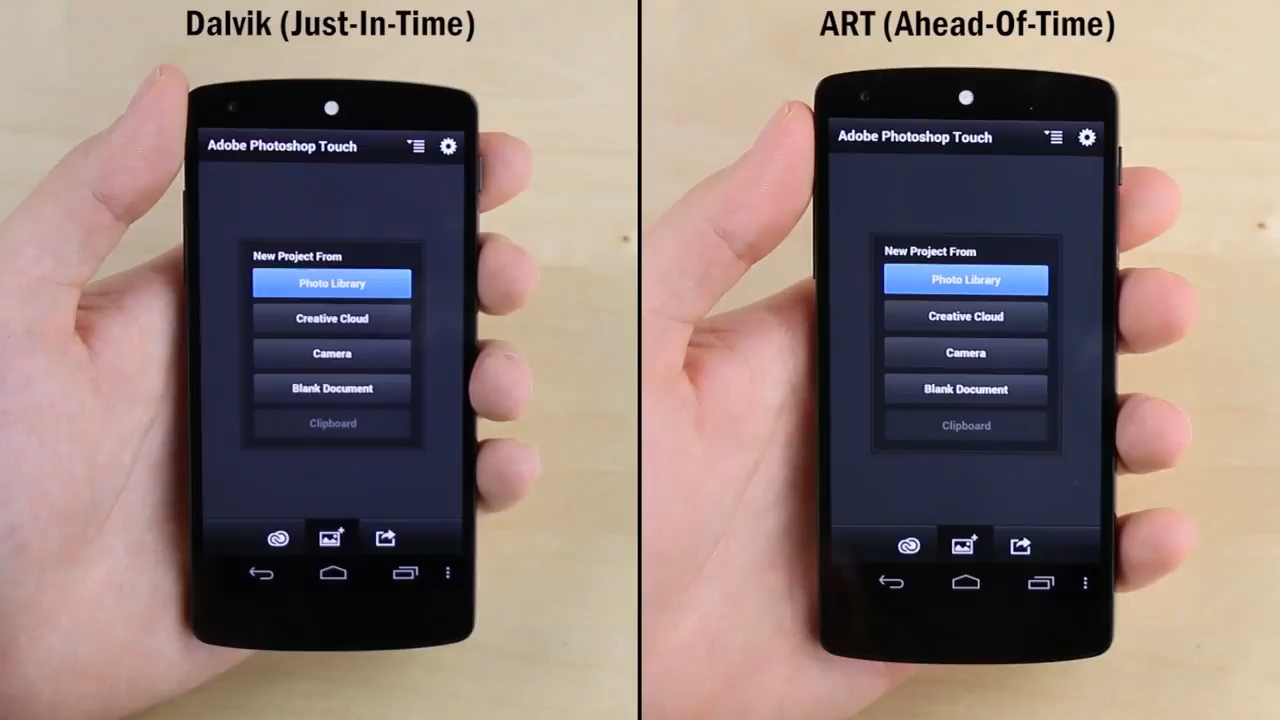 Dalvik (Just-In-Time)
Adobe Photoshop Touch
New Project From
Photo Library
Creative Cloud
Camera
Blank Document
Clipboard
ART (Ahead-Of-Time)
Adobe Photoshop Touch
New Project From
Photo Library
Creative Cloud
Camera
Blank Document
Clipboard